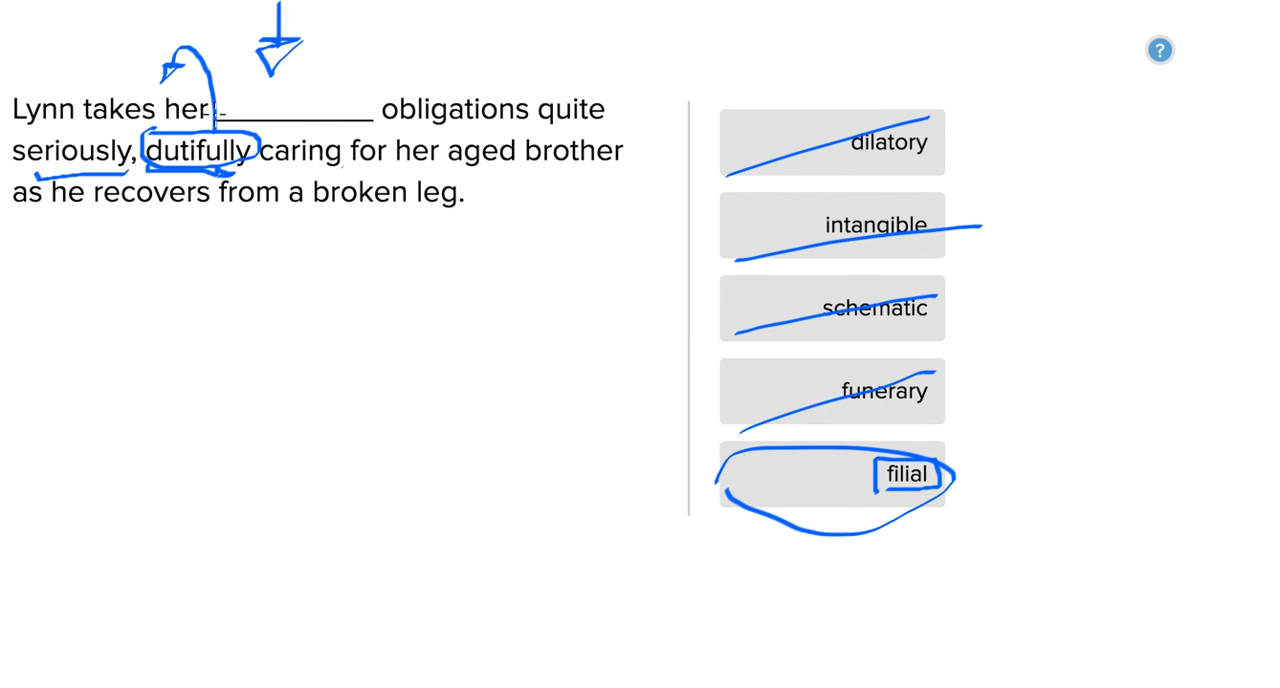 Lynn takes her ____________ obligations quite
seriously, dutifully caring for her aged brother
as he recovers from a broken leg.
dilatory
intangible
schematic
funerary
filial
?